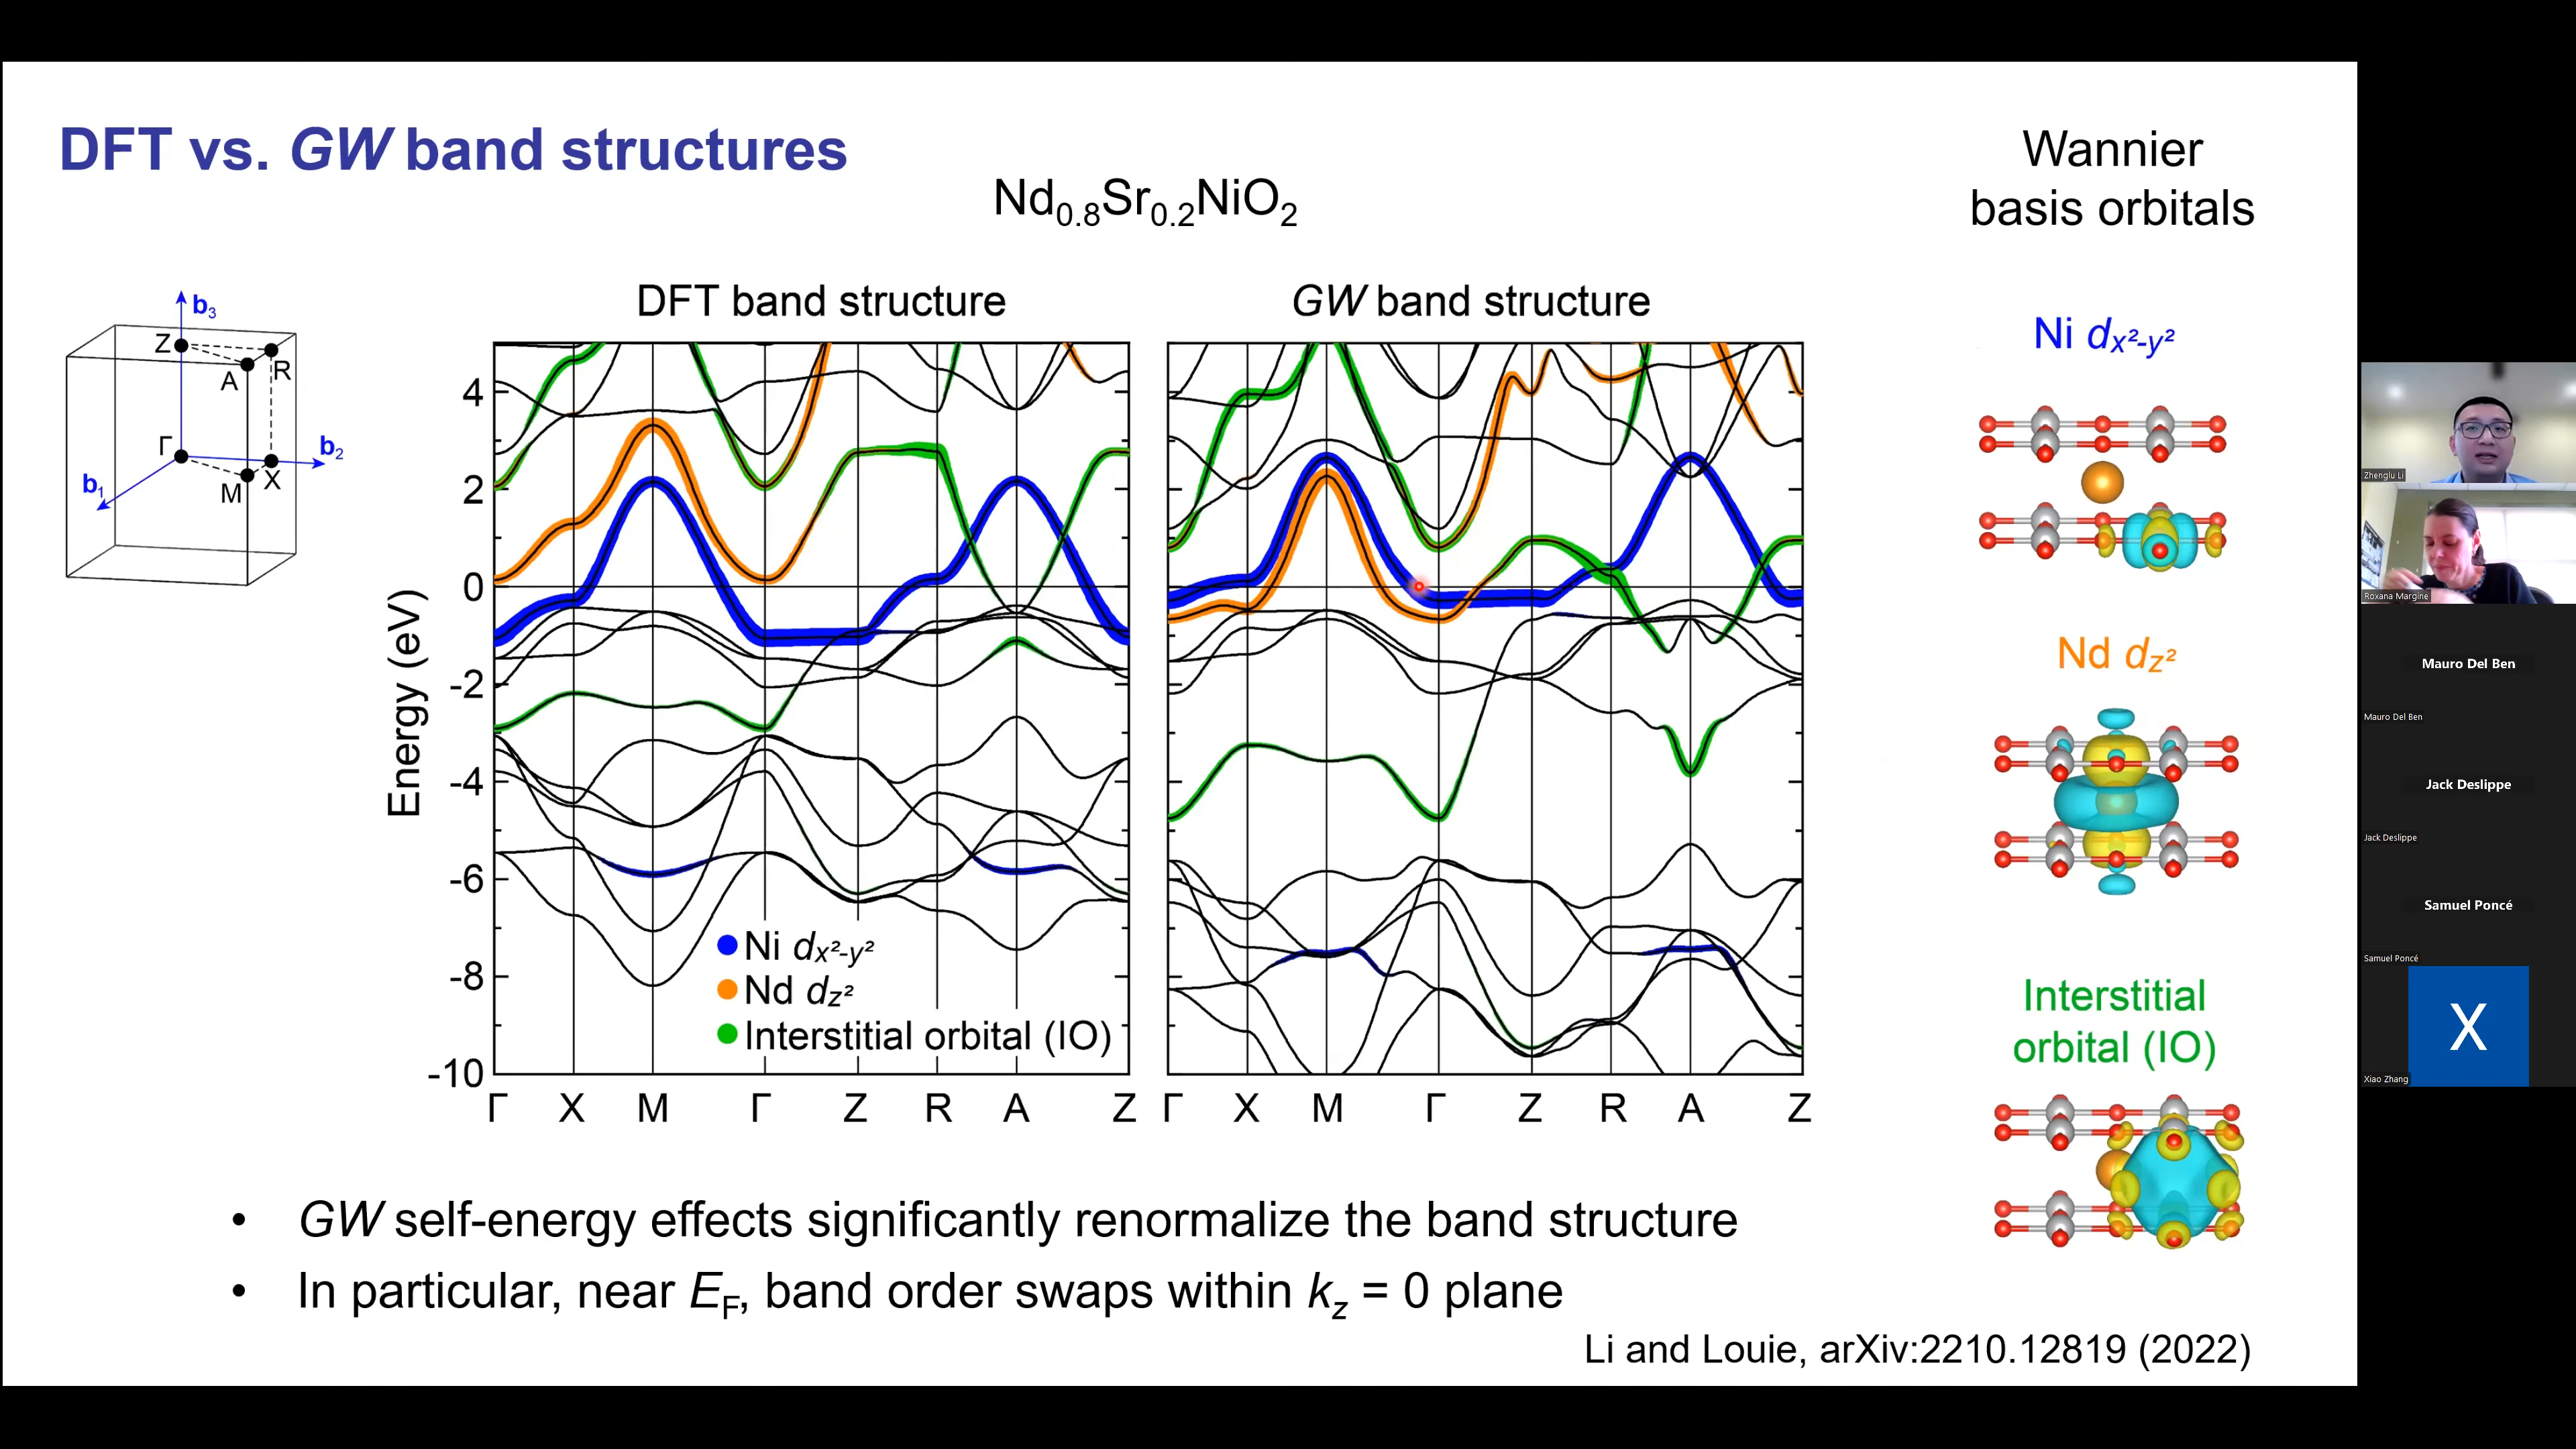 DFT vs. GW band structures
Nd0.8Sr0.2NiO2
Wannier
basis orbitals
b3
Z
A
R
Γ
b2
b1
M
X
DFT band structure
GW band structure
Energy (eV)
4
2
0
-2
-4
-6
-8
-10
Ni dx²-y²
Nd dz²
Interstitial orbital (IO)
Γ X M Γ Z R A Z
Γ X M Γ Z R A Z
Ni dx²-y²
Nd dz²
Interstitial
orbital (IO)
• GW self-energy effects significantly renormalize the band structure
• In particular, near EF, band order swaps within kz = 0 plane
Li and Louie, arXiv:2210.12819 (2022)
Zhenglu Li
Roxana Margine
Mauro Del Ben
Mauro Del Ben
Jack Deslippe
Jack Deslippe
Samuel Poncé
Samuel Poncé
X
Xiao Zhang